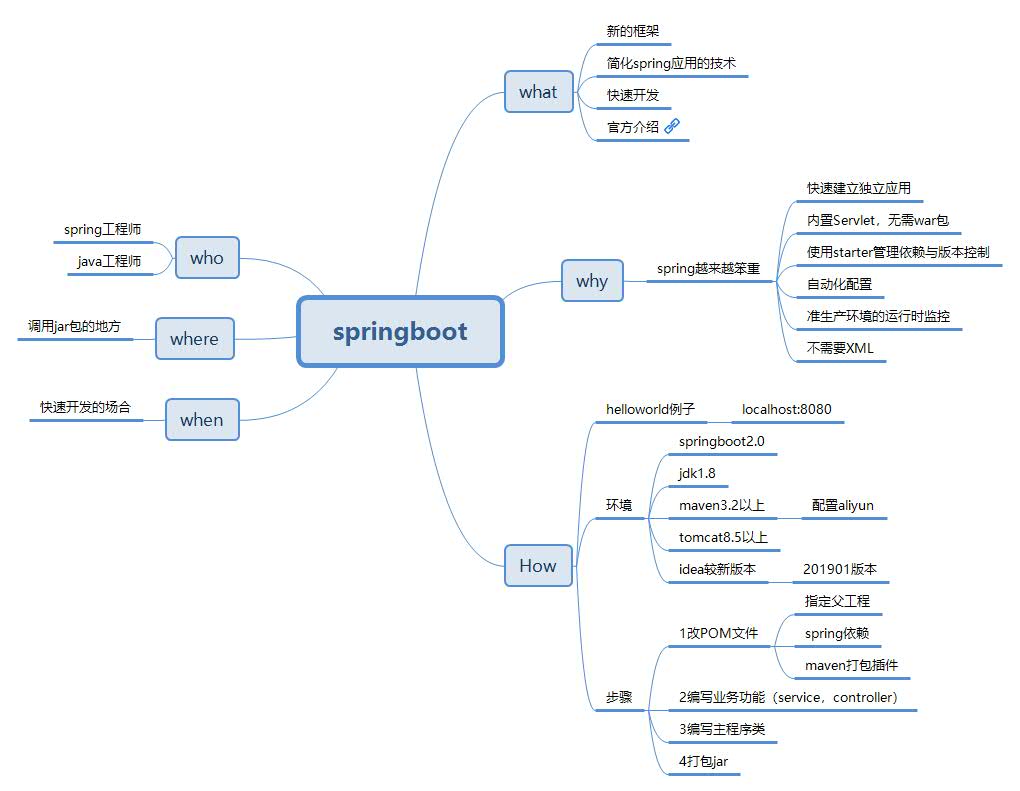 springboot
what
新的框架
简化spring应用的技术
快速开发
官方介绍
why
spring越来越笨重
快速建立独立应用
内置Servlet，无需war包
使用starter管理依赖与版本控制
自动化配置
准生产环境的运行时监控
不需要XML
How
helloworld例子
localhost:8080
环境
springboot2.0
jdk1.8
maven3.2以上
配置aliyun
tomcat8.5以上
idea较新版本
201901版本
步骤
1改POM文件
指定父工程
spring依赖
maven打包插件
2编写业务功能（service，controller）
3编写主程序类
4打包jar
who
spring工程师
java工程师
where
调用jar包的地方
when
快速开发的场合